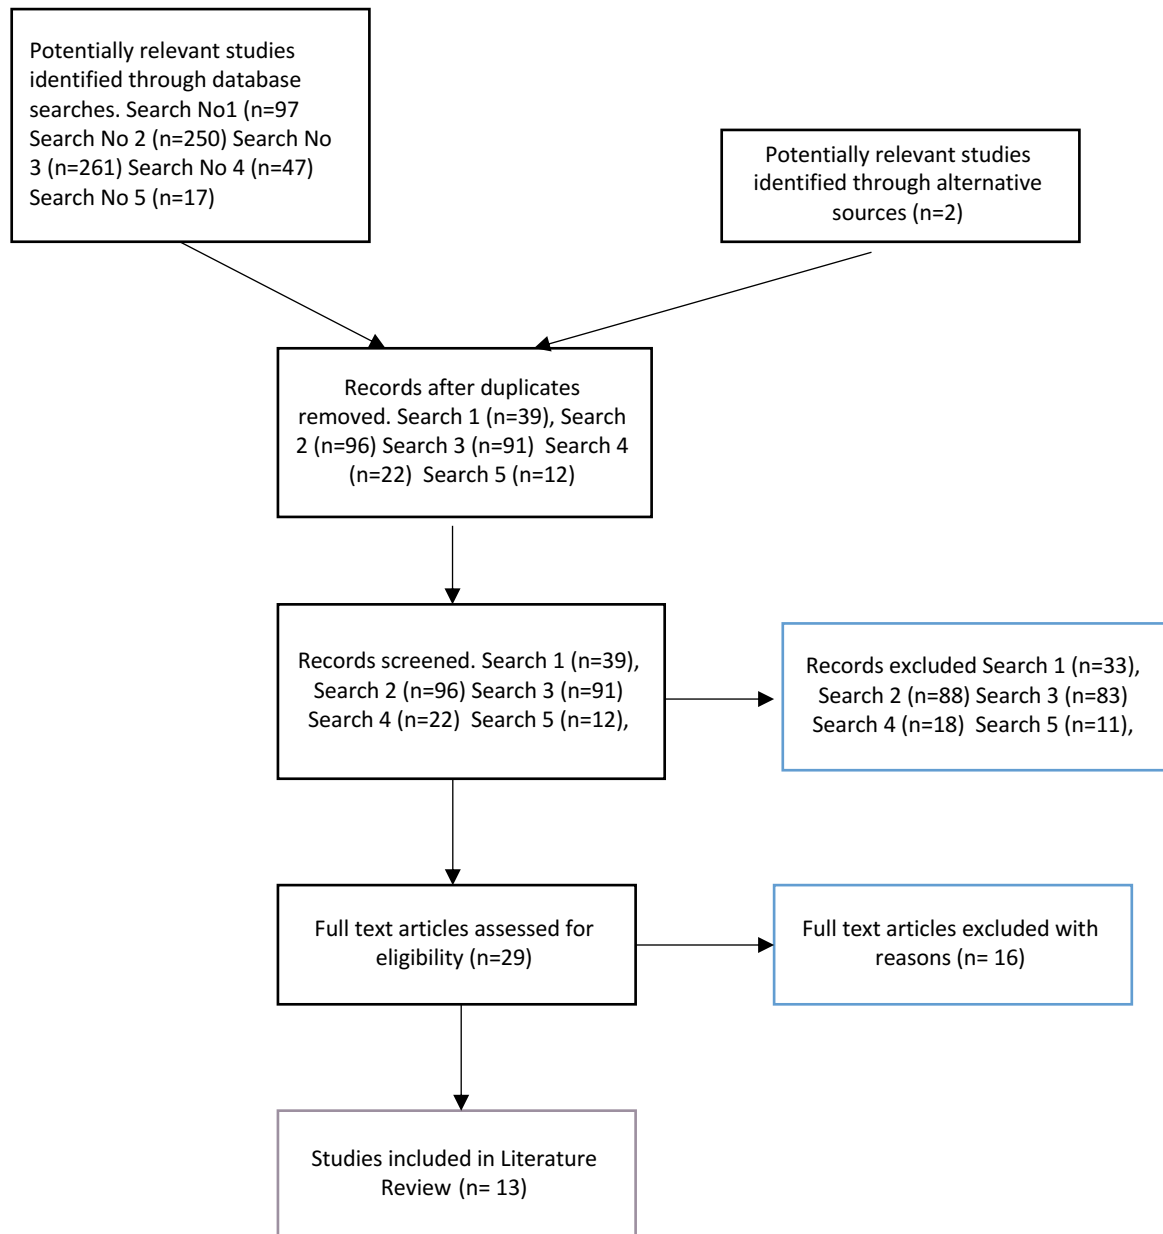 Potentially relevant studies
identified through database
searches. Search No1 (n=97
Search No 2 (n=250) Search No
3 (n=261) Search No 4 (n=47)
Search No 5 (n=17)
Potentially relevant studies
identified through alternative
sources (n=2)
Records after duplicates
removed. Search 1 (n=39), Search
2 (n=96) Search 3 (n=91)  Search 4
(n=22)  Search 5 (n=12)
Records screened. Search 1 (n=39),
Search 2 (n=96) Search 3 (n=91)
Search 4 (n=22)  Search 5 (n=12),
Records excluded Search 1 (n=33),
Search 2 (n=88) Search 3 (n=83)
Search 4 (n=18)  Search 5 (n=11),
Full text articles assessed for
eligibility (n=29)
Full text articles excluded with
reasons (n= 16)
Studies included in Literature
Review (n= 13)